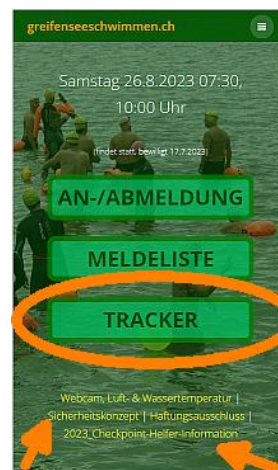 greifenseeschwimmen.ch
Samstag 26.8.2023 07:30,
10:00 Uhr
(findet statt, bewiligt 17.7.2023)
AN-/ABMELDUNG
MELDELISTE
TRACKER
Webcam, Luft- & Wassertemperatur |
Sicherheitskonzept | Haftungsausschluss |
2023_Checkpoint-Helfer-Information